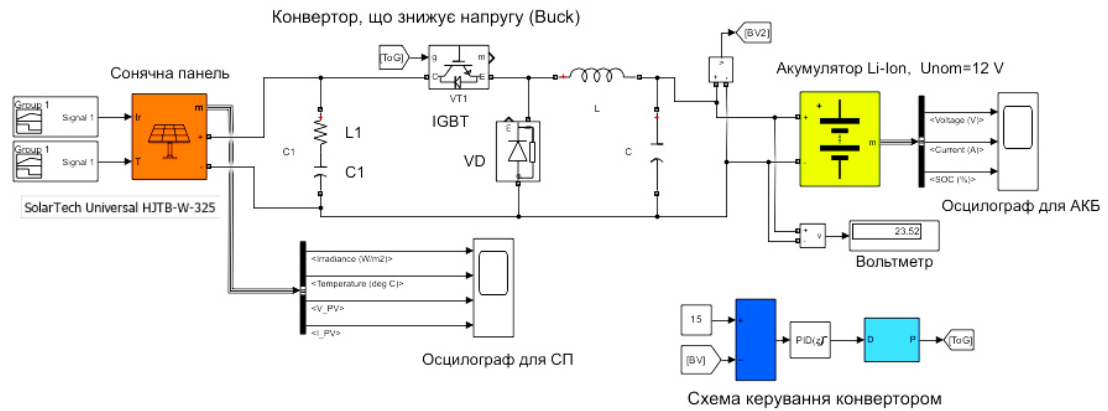 Конвертор, що знижує напругу (Buck)
[BV2]
[ToG]
g
m
C
E
VT1
IGBT
Сонячна панель
Акумулятор Li-Ion, Unom=12 V
Group 1
Signal 1
Ir
m
+
-
Group 1
Signal 1
T
SolarTech Universal HJTB-W-325
C1
L1
C1
VD
L
C
+
-
m
<Voltage (V)>
<Current (A)>
<SOC (%)>
Осцилограф для АКБ
+
-
v
23.52
Вольтметр
<Irradiance (W/m2)>
<Temperature (deg C)>
<V_PV>
<I_PV>
Осцилограф для СП
15
[BV]
+
−
PID(z)
D
P
[ToG]
Схема керування конвертором